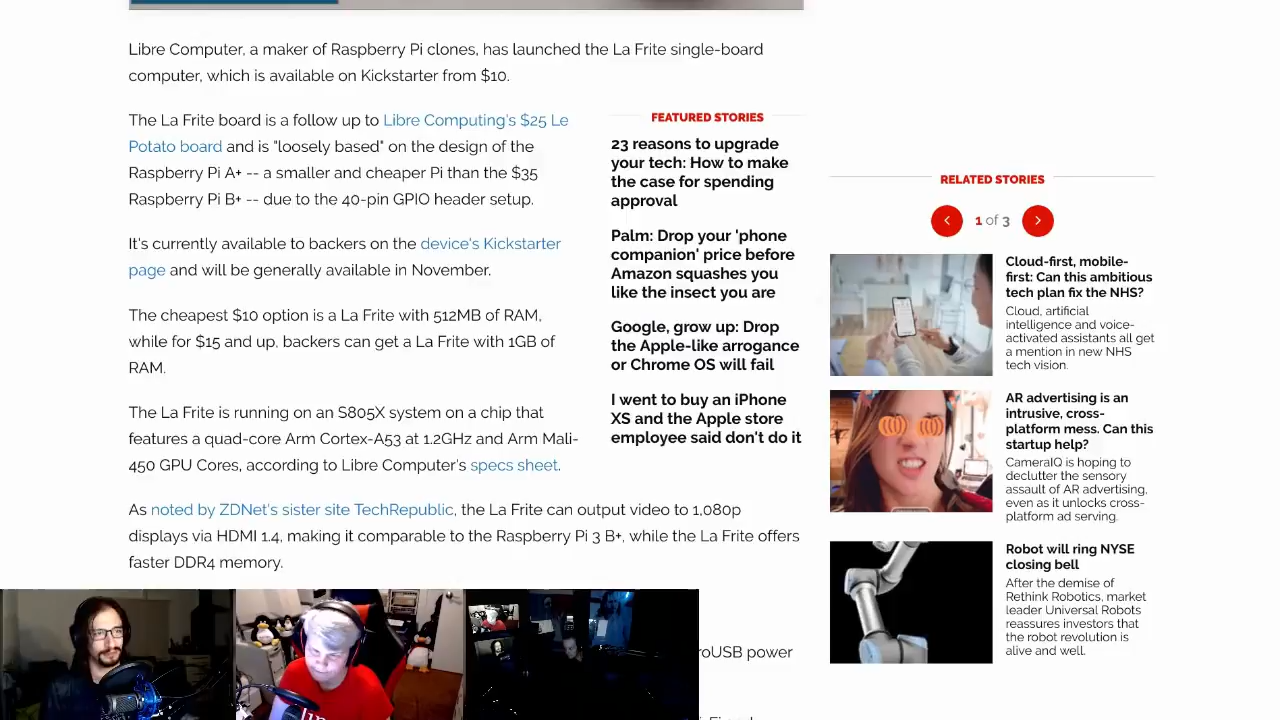 Libre Computer, a maker of Raspberry Pi clones, has launched the La Frite single-board
computer, which is available on Kickstarter from $10.
The La Frite board is a follow up to Libre Computing's $25 Le
Potato board and is "loosely based" on the design of the
Raspberry Pi A+ -- a smaller and cheaper Pi than the $35
Raspberry Pi B+ -- due to the 40-pin GPIO header setup.
It's currently available to backers on the device's Kickstarter
page and will be generally available in November.
The cheapest $10 option is a La Frite with 512MB of RAM,
while for $15 and up, backers can get a La Frite with 1GB of
RAM.
The La Frite is running on an S805X system on a chip that
features a quad-core Arm Cortex-A53 at 1.2GHz and Arm Mali-
450 GPU Cores, according to Libre Computer's specs sheet.
As noted by ZDNet's sister site TechRepublic, the La Frite can output video to 1,080p
displays via HDMI 1.4, making it comparable to the Raspberry Pi 3 B+, while the La Frite offers
faster DDR4 memory.
roUSB power
FEATURED STORIES
23 reasons to upgrade
your tech: How to make
the case for spending
approval
Palm: Drop your 'phone
companion' price before
Amazon squashes you
like the insect you are
Google, grow up: Drop
the Apple-like arrogance
or Chrome OS will fail
I went to buy an iPhone
XS and the Apple store
employee said don't do it
RELATED STORIES
1 of 3
Cloud-first, mobile-
first: Can this ambitious
tech plan fix the NHS?
Cloud, artificial
intelligence and voice-
activated assistants all get
a mention in new NHS
tech vision.
AR advertising is an
intrusive, cross-
platform mess. Can this
startup help?
CameraIQ is hoping to
declutter the sensory
assault of AR advertising,
even as it unlocks cross-
platform ad serving.
Robot will ring NYSE
closing bell
After the demise of
Rethink Robotics, market
leader Universal Robots
reassures investors that
the robot revolution is
alive and well.